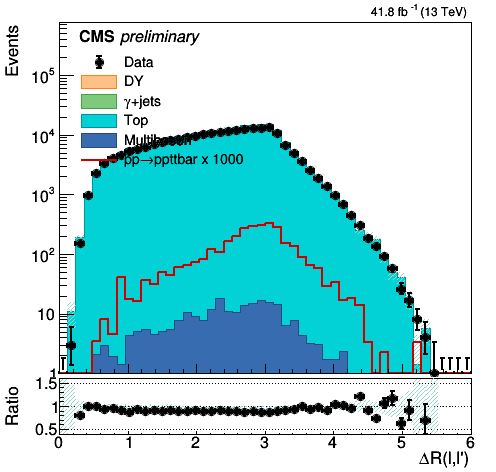 41.8 fb⁻¹ (13 TeV)
CMS preliminary
Data
DY
γ+jets
Top
Multiboson
pp→ppttbar x 1000
Events
10⁵
10⁴
10³
10²
10
1
Ratio
1.5
1
0.5
0 1 2 3 4 5 6
ΔR(l,l')